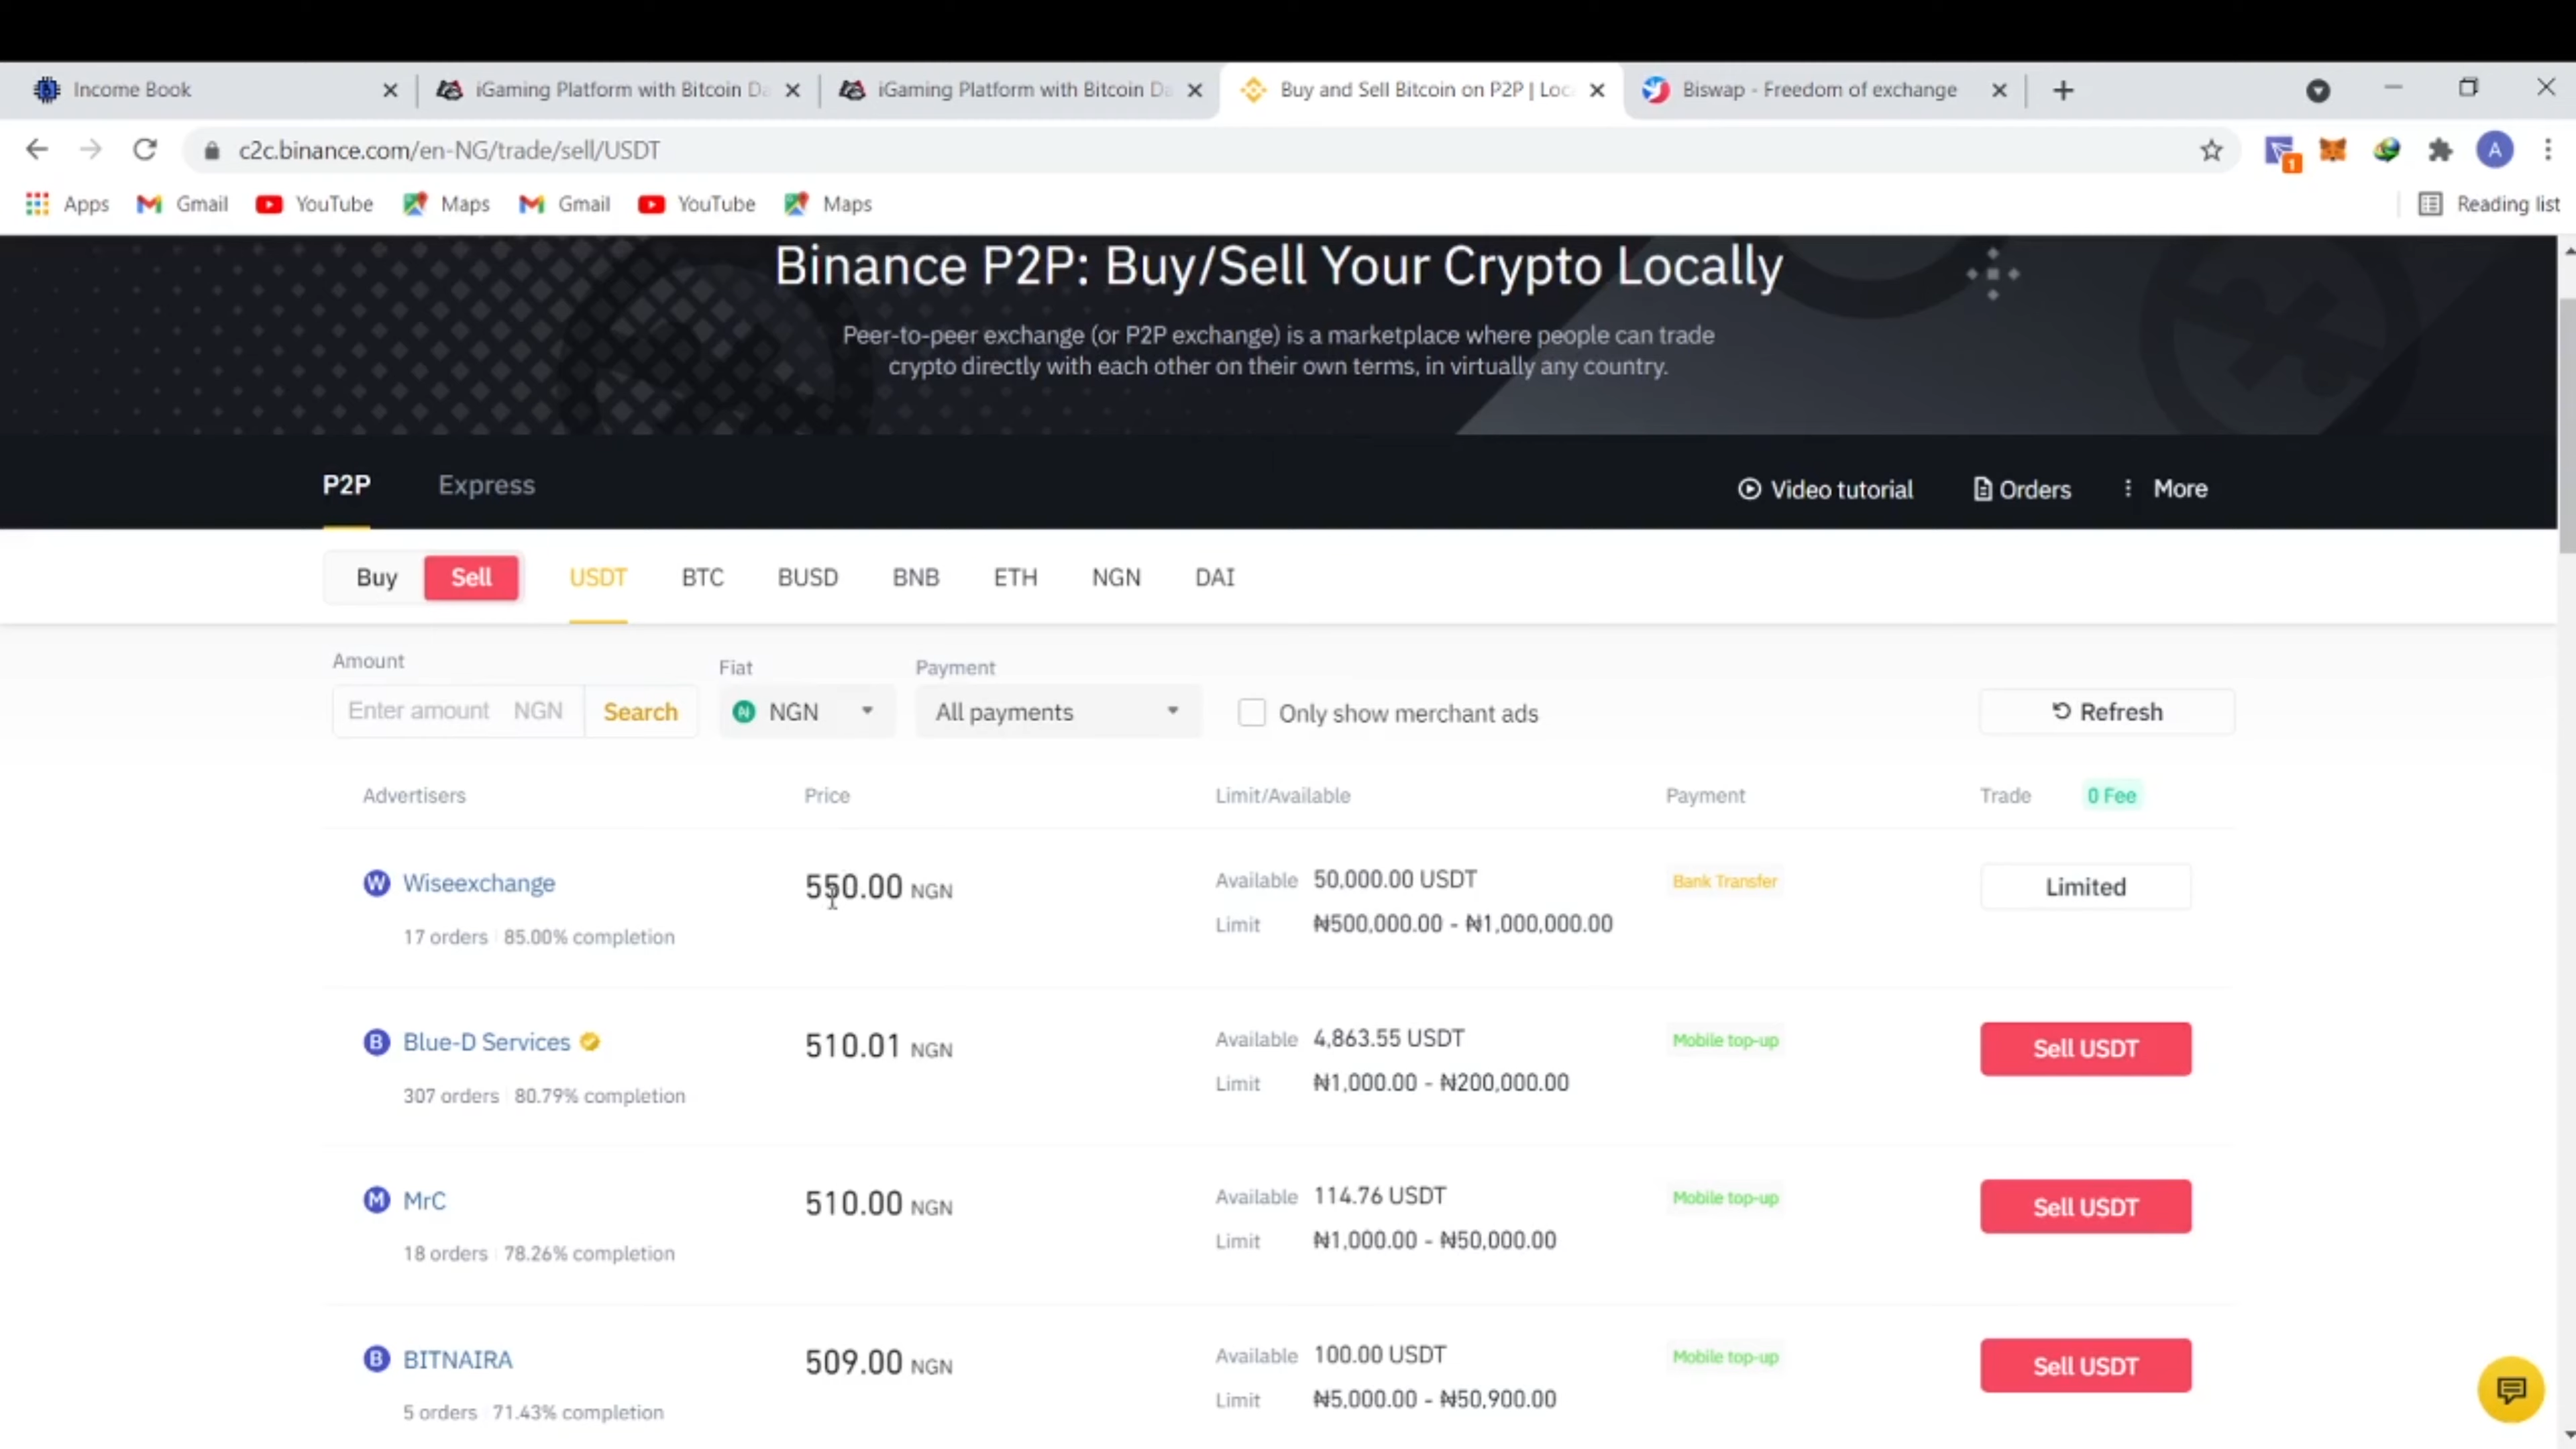 Income Book
iGaming Platform with Bitcoin Da
iGaming Platform with Bitcoin Da
Buy and Sell Bitcoin on P2P | Loc
Biswap - Freedom of exchange
c2c.binance.com/en-NG/trade/sell/USDT
1
A
Apps
Gmail
YouTube
Maps
Gmail
YouTube
Maps
Reading list
Binance P2P: Buy/Sell Your Crypto Locally
Peer-to-peer exchange (or P2P exchange) is a marketplace where people can trade
crypto directly with each other on their own terms, in virtually any country.
P2P
Express
Video tutorial
Orders
More
Buy
Sell
USDT
BTC
BUSD
BNB
ETH
NGN
DAI
Amount
Fiat
Payment
Enter amount NGN
Search
NGN
All payments
Only show merchant ads
Refresh
Advertisers
Price
Limit/Available
Payment
Trade
0 Fee
W Wiseexchange
550.00 NGN
Available 50,000.00 USDT
Bank Transfer
Limited
17 orders 85.00% completion
Limit ₦500,000.00 - ₦1,000,000.00
B Blue-D Services
510.01 NGN
Available 4,863.55 USDT
Mobile top-up
Sell USDT
307 orders 80.79% completion
Limit ₦1,000.00 - ₦200,000.00
M MrC
510.00 NGN
Available 114.76 USDT
Mobile top-up
Sell USDT
18 orders 78.26% completion
Limit ₦1,000.00 - ₦50,000.00
B BITNAIRA
509.00 NGN
Available 100.00 USDT
Mobile top-up
Sell USDT
5 orders 71.43% completion
Limit ₦5,000.00 - ₦50,900.00